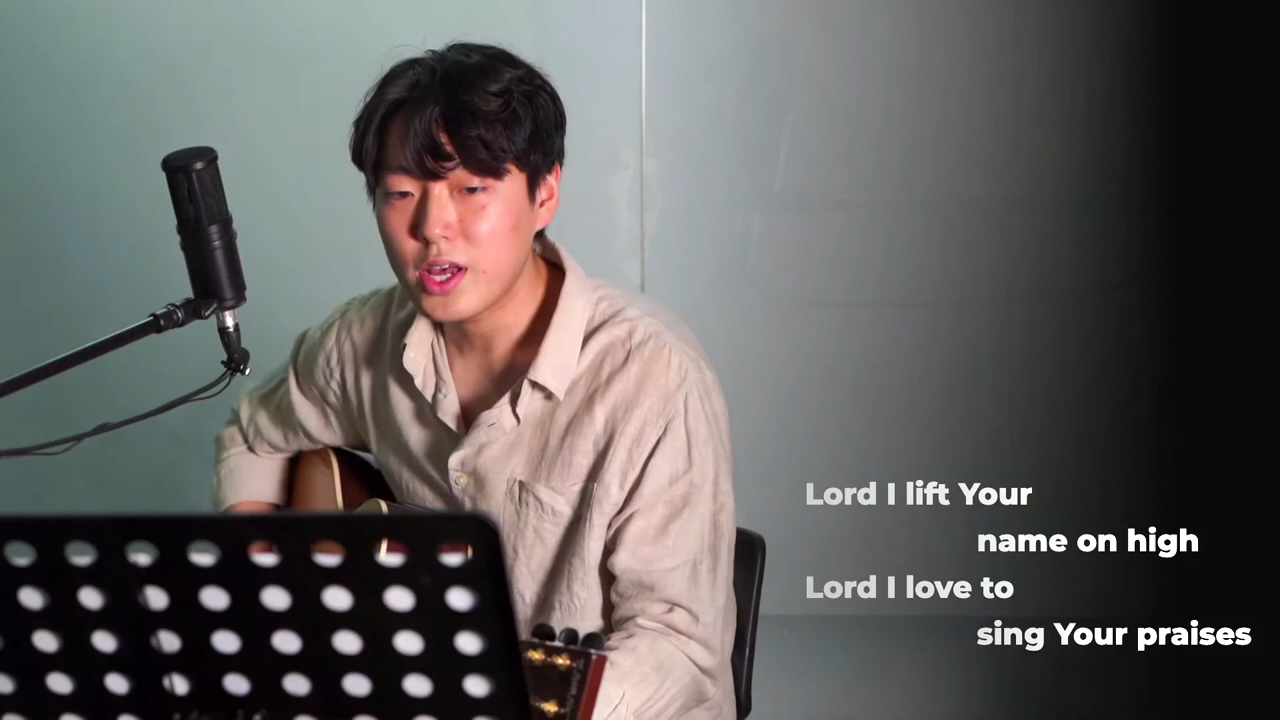 Lord I lift Your
name on high
Lord I love to
sing Your praises